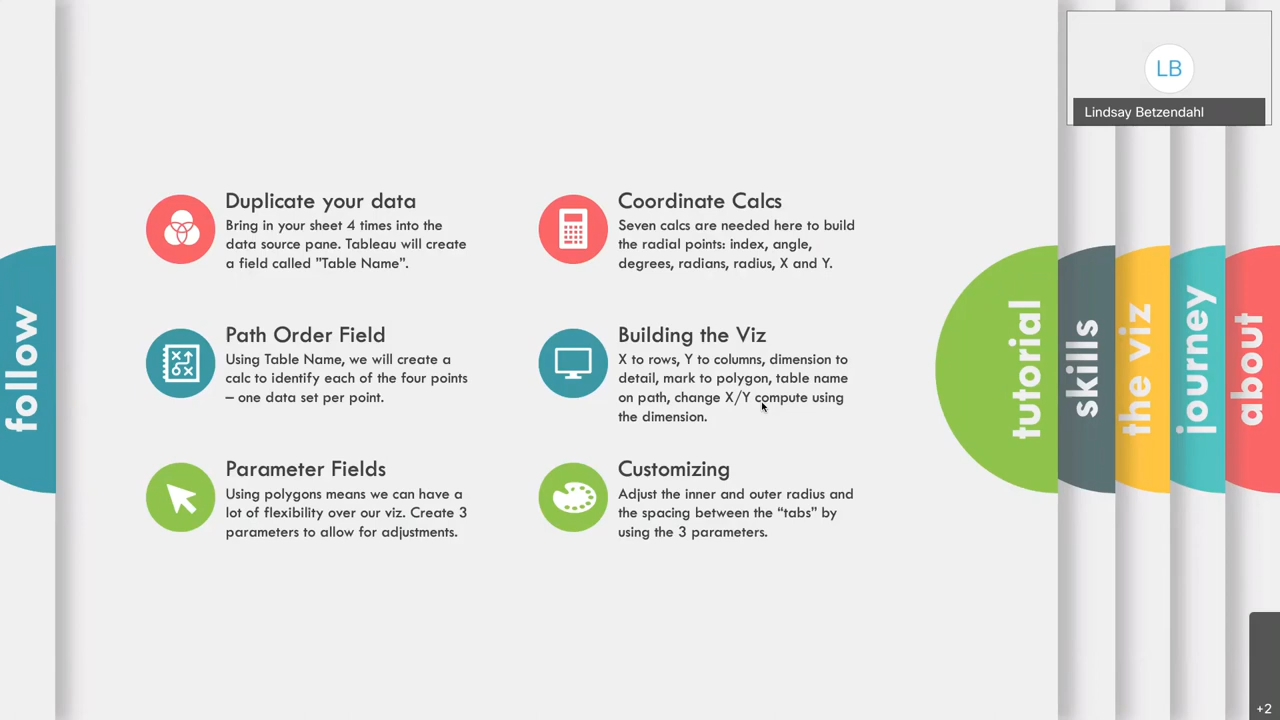 LB
Lindsay Betzendahl
follow
Duplicate your data
Bring in your sheet 4 times into the
data source pane. Tableau will create
a field called "Table Name".
Path Order Field
Using Table Name, we will create a
calc to identify each of the four points
– one data set per point.
Parameter Fields
Using polygons means we can have a
lot of flexibility over our viz. Create 3
parameters to allow for adjustments.
Coordinate Calcs
Seven calcs are needed here to build
the radial points: index, angle,
degrees, radians, radius, X and Y.
Building the Viz
X to rows, Y to columns, dimension to
detail, mark to polygon, table name
on path, change X/Y compute using
the dimension.
Customizing
Adjust the inner and outer radius and
the spacing between the “tabs” by
using the 3 parameters.
tutorial
skills
the viz
journey
about
+2